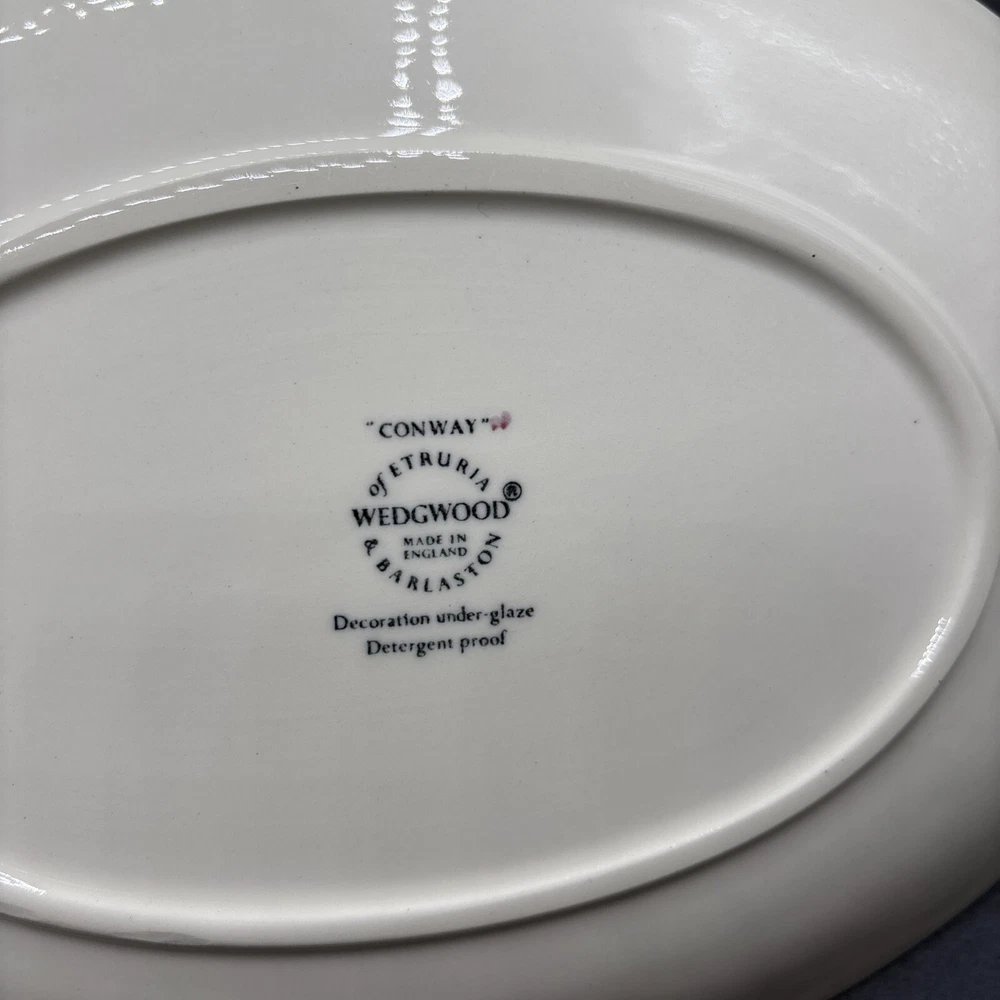 "CONWAY"
of ETRURIA
WEDGWOOD®
MADE IN
ENGLAND
& BARLASTON
Decoration under-glaze
Detergent proof